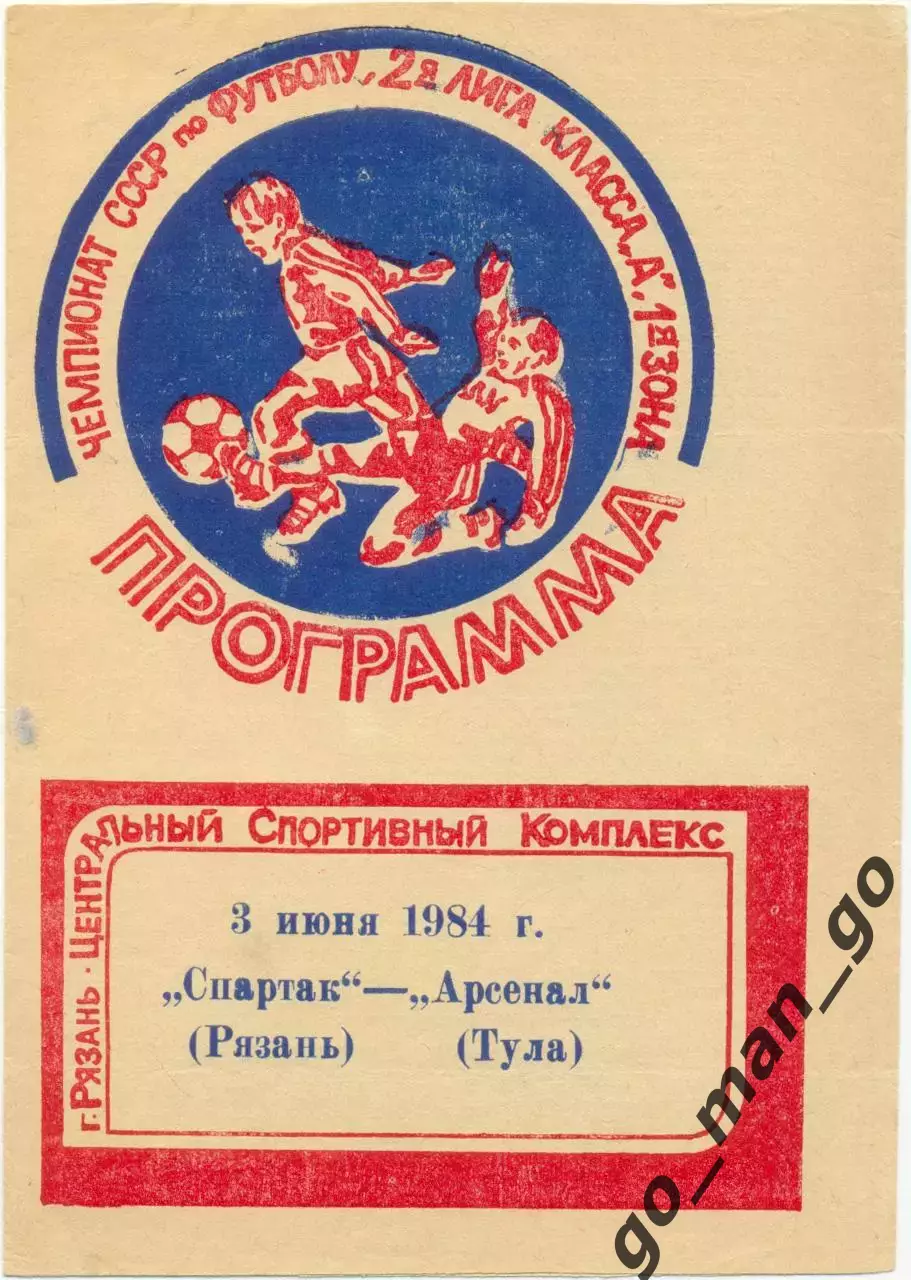 ЧЕМПИОНАТ СССР по ФУТБОЛУ, 2я ЛИГА КЛАССА „А", 1я ЗОНА
ПРОГРАММА
г. РЯЗАНЬ · ЦЕНТРАЛЬНЫЙ СПОРТИВНЫЙ КОМПЛЕКС
3 июня 1984 г.
„Спартак“—„Арсенал“
(Рязань) (Тула)
go_man_go